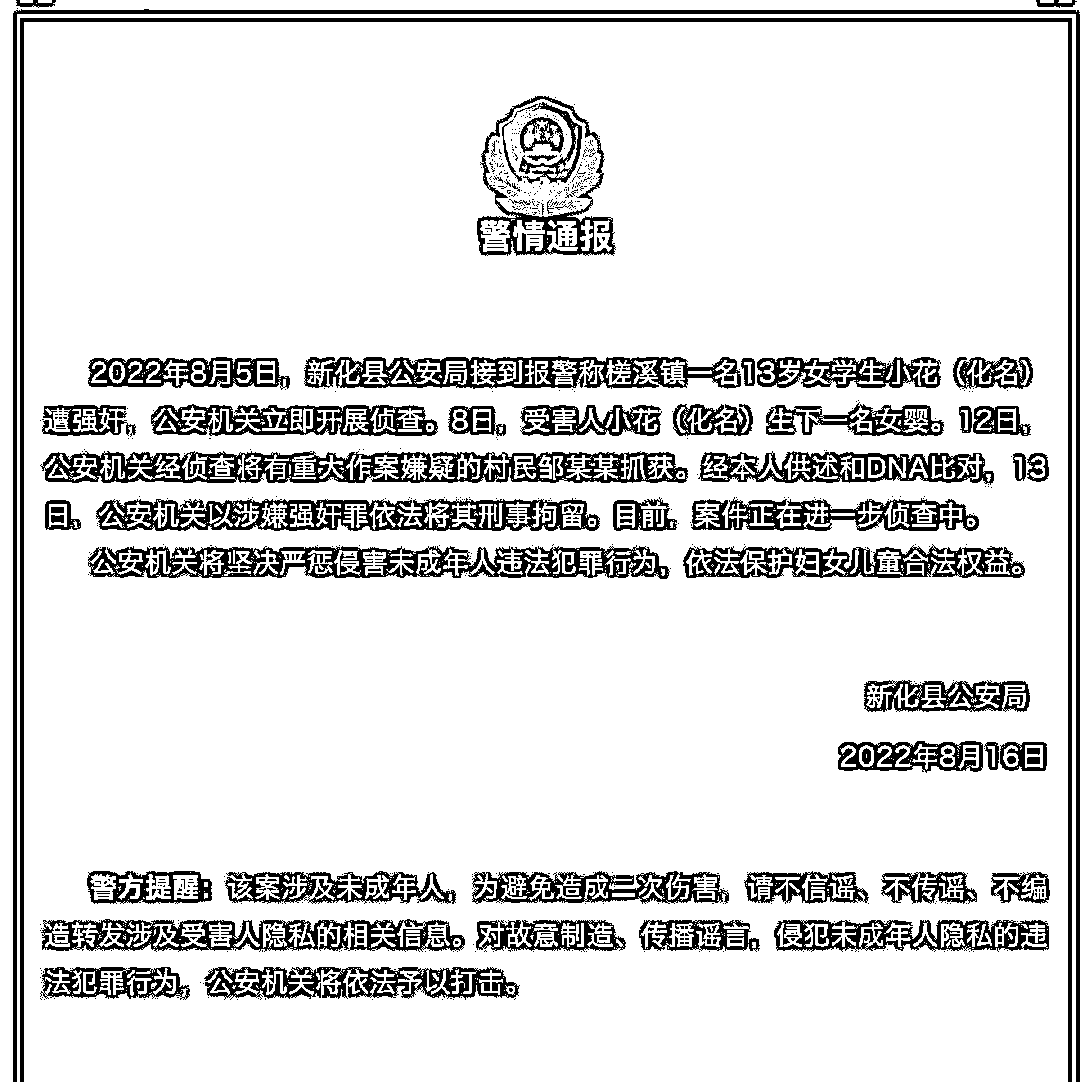 警情通报
2022年8月5日，新化县公安局接到报警称槎溪镇一名13岁女学生小花（化名）
遭强奸，公安机关立即开展侦查。8日，受害人小花（化名）生下一名女婴。12日，
公安机关经侦查将有重大作案嫌疑的村民邹某某抓获。经本人供述和DNA比对，13
日，公安机关以涉嫌强奸罪依法将其刑事拘留。目前，案件正在进一步侦查中。
公安机关将坚决严惩侵害未成年人违法犯罪行为，依法保护妇女儿童合法权益。
新化县公安局
2022年8月16日
警方提醒：该案涉及未成年人，为避免造成二次伤害，请不信谣、不传谣、不编
造转发涉及受害人隐私的相关信息。对故意制造、传播谣言，侵犯未成年人隐私的违
法犯罪行为，公安机关将依法予以打击。